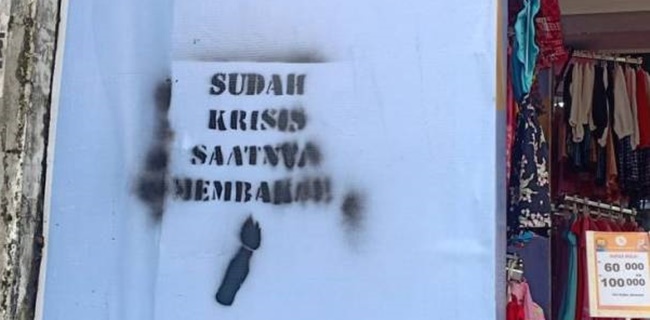 SUDAH
KRISIS
SAATNYA
MEMBAKAR!
60 000
100 000